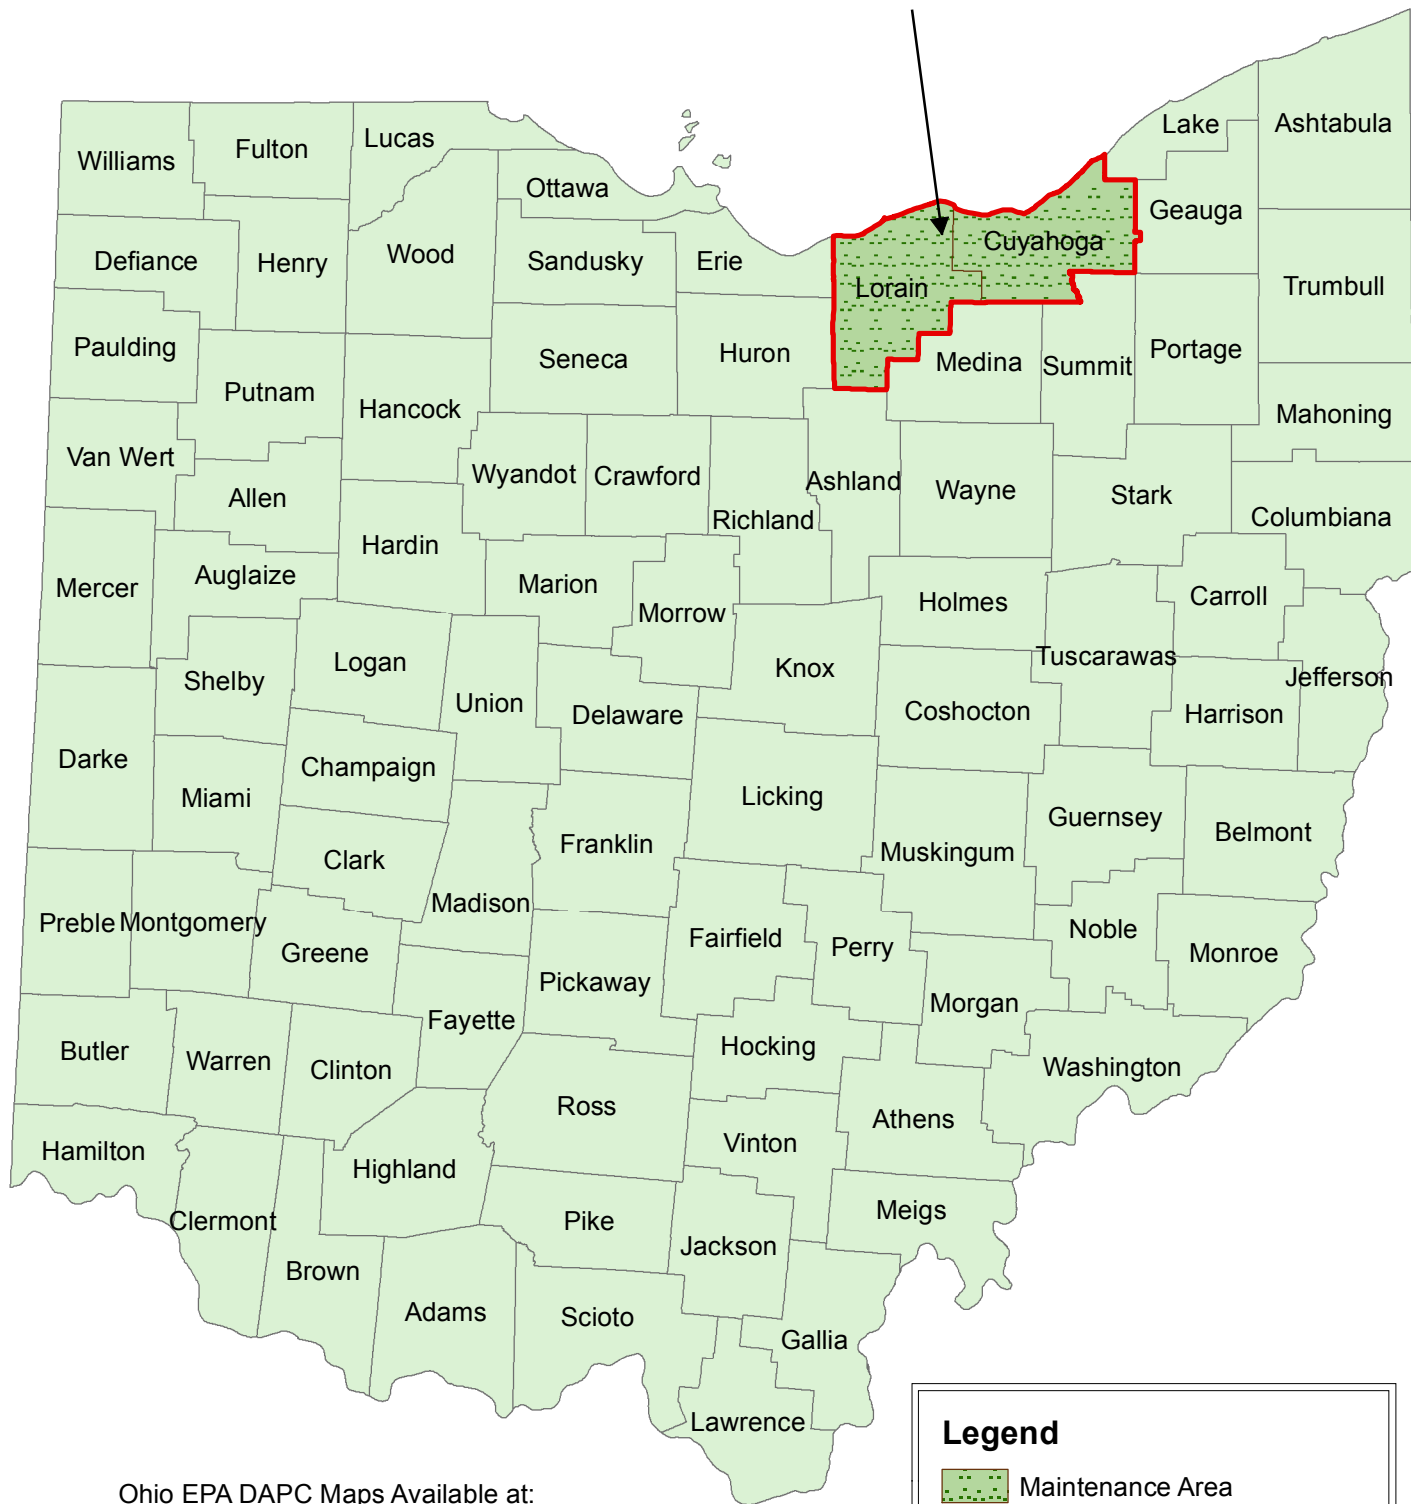 Lake
Ashtabula
Lucas
Fulton
Williams
Ottawa
Geauga
Cuyahoga
Wood
Defiance
Henry
Sandusky
Erie
Lorain
Trumbull
Paulding
Seneca
Huron
Medina
Summit
Portage
Putnam
Hancock
Mahoning
Van Wert
Wyandot
Crawford
Ashland
Wayne
Stark
Allen
Richland
Columbiana
Hardin
Mercer
Auglaize
Marion
Morrow
Holmes
Carroll
Logan
Knox
Tuscarawas
Jefferson
Shelby
Union
Delaware
Coshocton
Harrison
Darke
Champaign
Miami
Licking
Guernsey
Belmont
Clark
Franklin
Muskingum
Madison
Preble
Montgomery
Greene
Fairfield
Perry
Noble
Monroe
Pickaway
Morgan
Fayette
Butler
Warren
Clinton
Hocking
Washington
Ross
Athens
Hamilton
Highland
Vinton
Clermont
Pike
Meigs
Jackson
Brown
Adams
Scioto
Gallia
Lawrence
Legend
Maintenance Area
Ohio EPA DAPC Maps Available at: